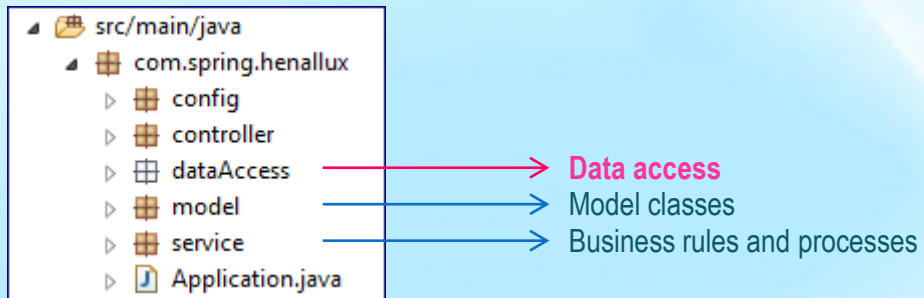 src/main/java
com.spring.henallux
config
controller
dataAccess Data access
model Model classes
service Business rules and processes
Application.java